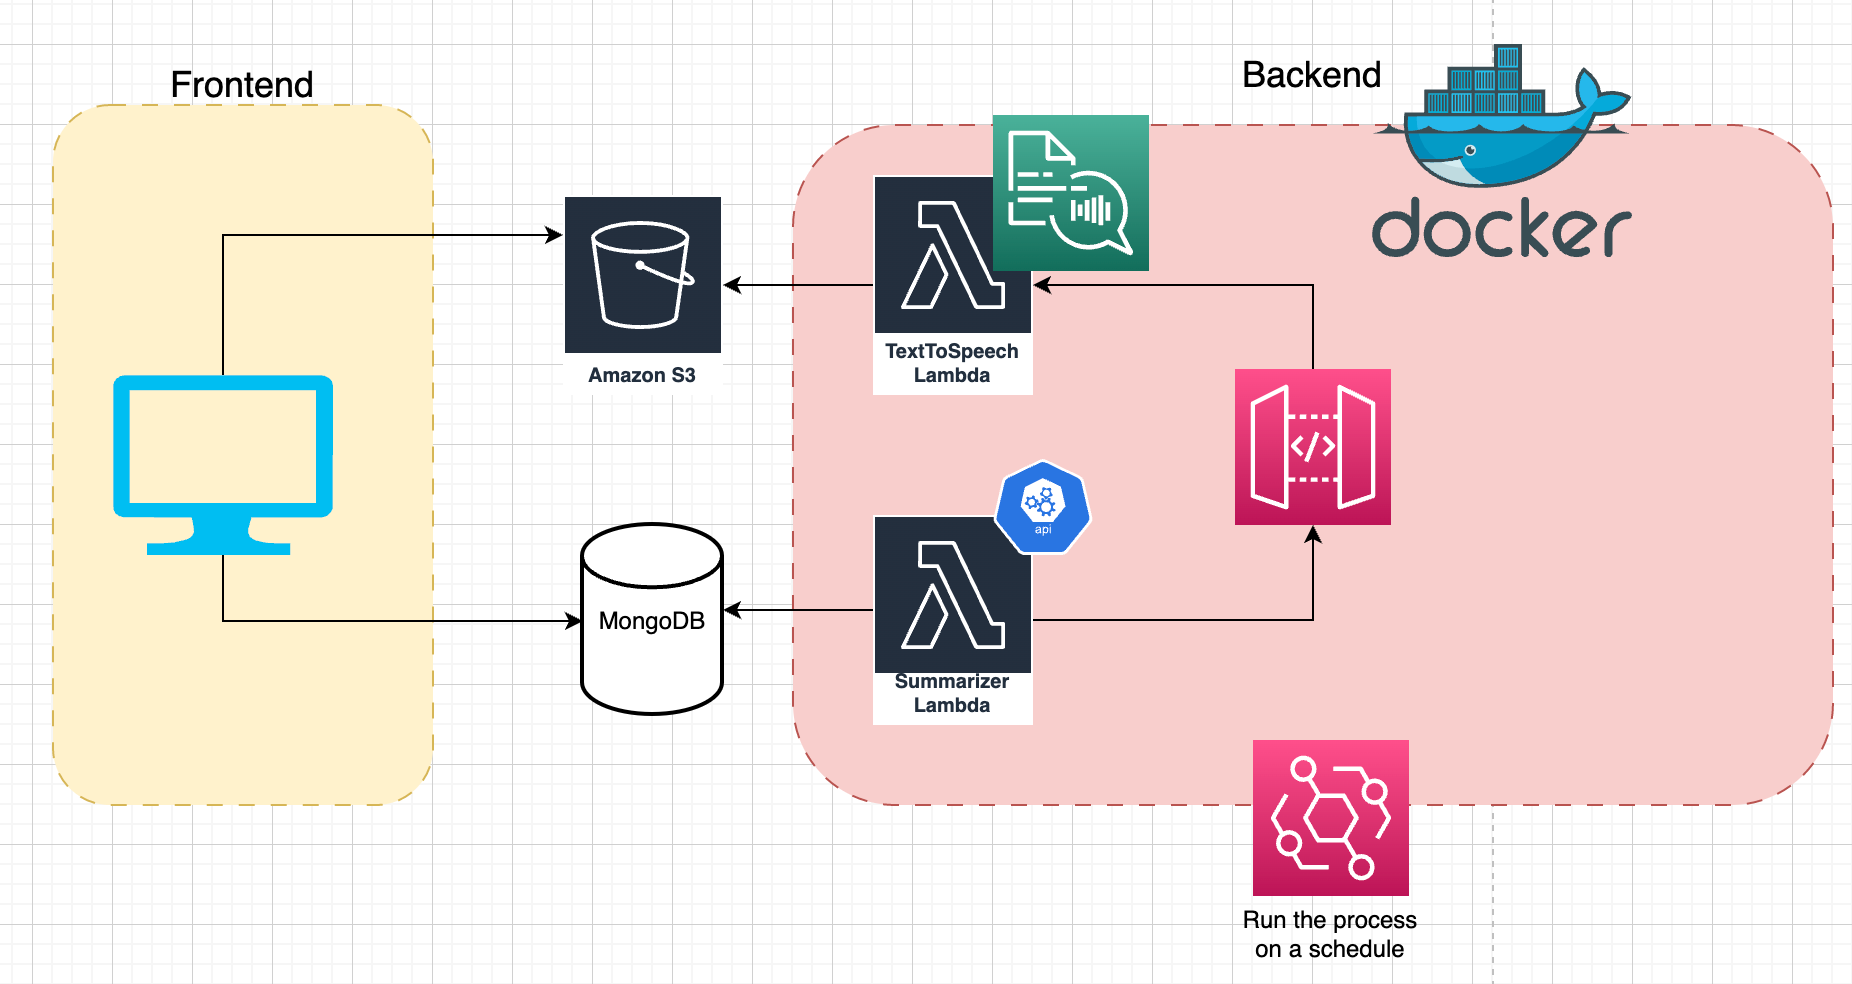 Frontend
Backend
docker
Amazon S3
TextToSpeech
Lambda
</>
api
MongoDB
Summarizer
Lambda
Run the process
on a schedule